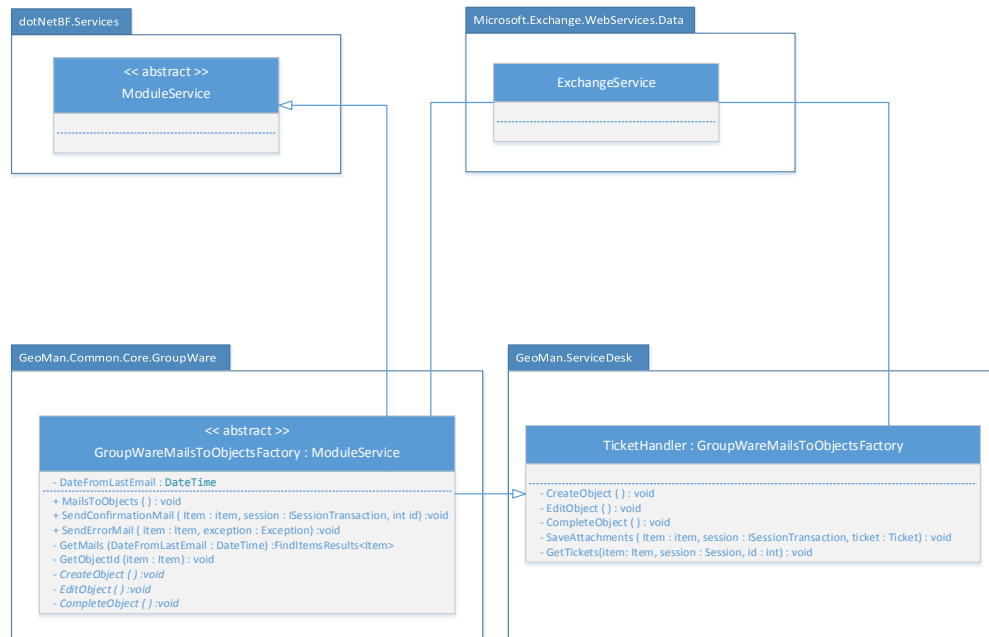 dotNetBF.Services
<< abstract >>
ModuleService
Microsoft.Exchange.WebServices.Data
ExchangeService
GeoMan.Common.Core.GroupWare
<< abstract >>
GroupWareMailsToObjectsFactory : ModuleService
- DateFromLastEmail : DateTime
+ MailsToObjects ( ) : void
+ SendConfirmationMail ( Item : item, session : ISessionTransaction, int id) :void
+ SendErrorMail ( item : Item, exception : Exception) :void
- GetMails (DateFromLastEmail : DateTime) :FindItemsResults<Item>
- GetObjectId (item : Item) : void
- CreateObject ( ) :void
- EditObject ( ) :void
- CompleteObject ( ) :void
GeoMan.ServiceDesk
TicketHandler : GroupWareMailsToObjectsFactory
- CreateObject ( ) : void
- EditObject ( ) : void
- CompleteObject ( ) : void
- SaveAttachments ( Item : item, session : ISessionTransaction, ticket : Ticket) : void
- GetTickets(item: Item, session : Session, id : int) : void